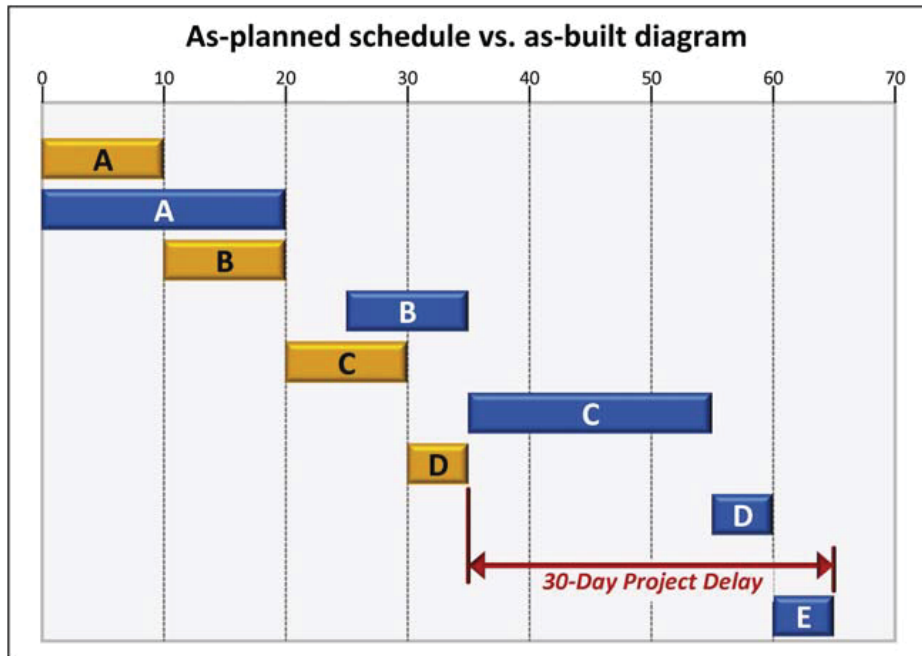 As-planned schedule vs. as-built diagram
0 10 20 30 40 50 60 70
A
A
B
B
C
C
D
D
30-Day Project Delay
E